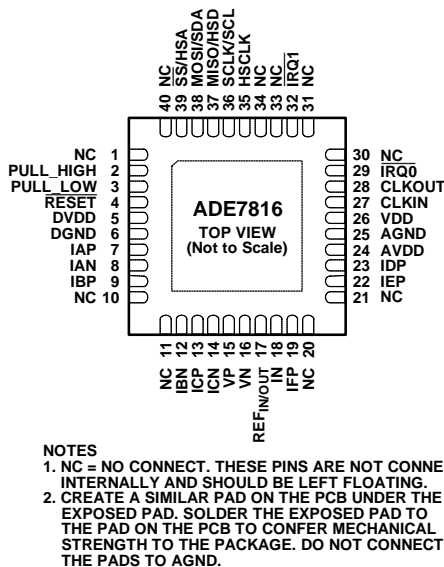 40 NC
39 SS/HSA
38 MOSI/SDA
37 MISO/HSD
36 SCLK/SCL
35 HSCLK
34 NC
33 NC
32 IRQ1
31 NC
NC 1
PULL_HIGH 2
PULL_LOW 3
RESET 4
DVDD 5
DGND 6
IAP 7
IAN 8
IBP 9
NC 10
ADE7816
TOP VIEW
(Not to Scale)
30 NC
29 IRQ0
28 CLKOUT
27 CLKIN
26 VDD
25 AGND
24 AVDD
23 IDP
22 IEP
21 NC
NC 11
IBN 12
ICP 13
ICN 14
VP 15
VN 16
REFIN/OUT 17
IN 18
IFP 19
NC 20
NOTES
1. NC = NO CONNECT. THESE PINS ARE NOT CONNE
INTERNALLY AND SHOULD BE LEFT FLOATING.
2. CREATE A SIMILAR PAD ON THE PCB UNDER THE
EXPOSED PAD. SOLDER THE EXPOSED PAD TO
THE PAD ON THE PCB TO CONFER MECHANICAL
STRENGTH TO THE PACKAGE. DO NOT CONNECT
THE PADS TO AGND.